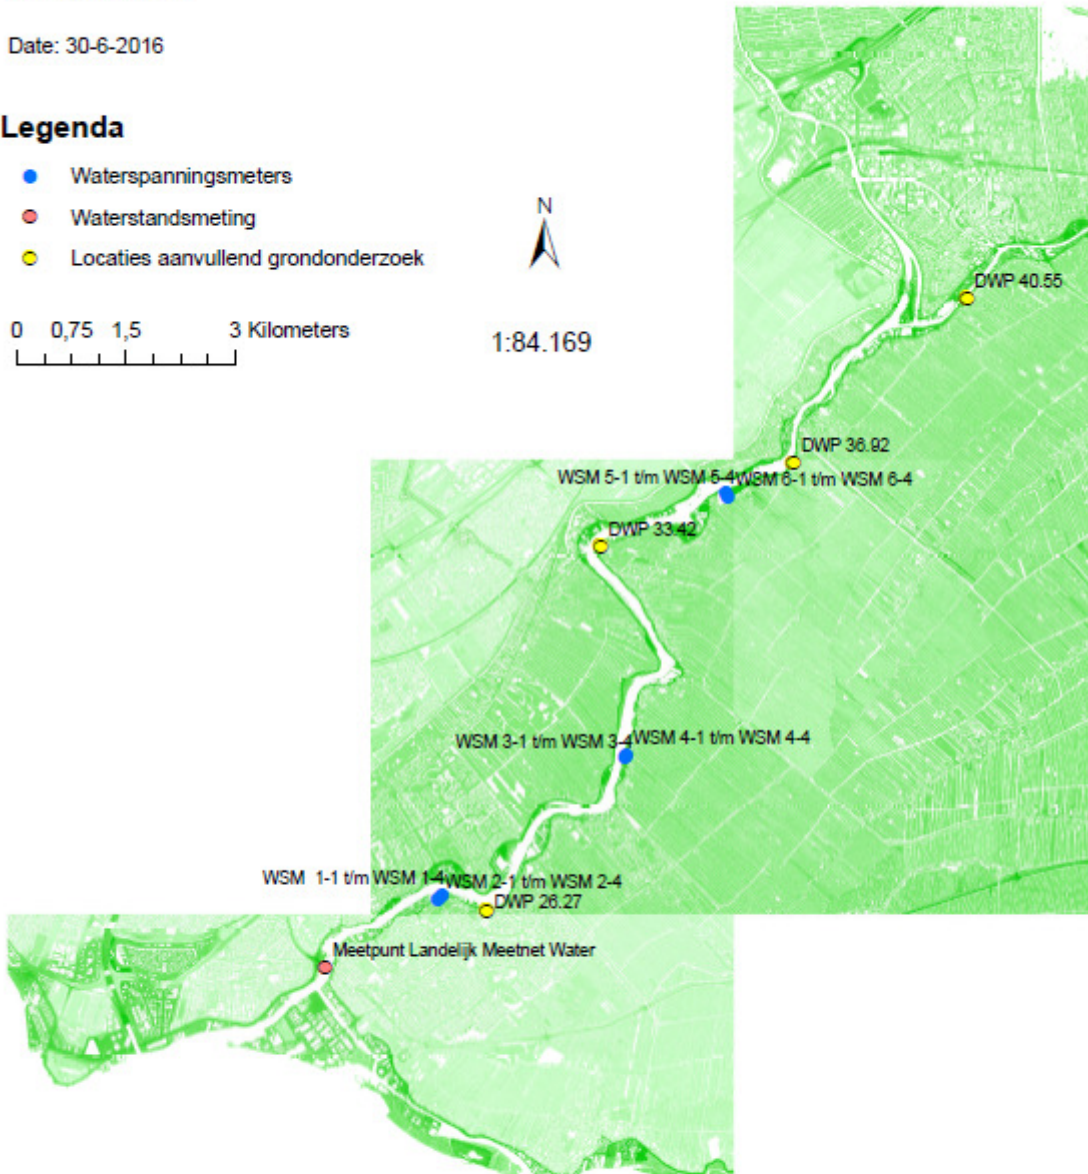 Date: 30-6-2016
Legenda
Waterspanningsmeters
Waterstandsmeting
Locaties aanvullend grondonderzoek
N
0 0,75 1,5 3 Kilometers
1:84.169
DWP 40.55
DWP 36.92
WSM 5-1 t/m WSM 5-4 WSM 6-1 t/m WSM 6-4
DWP 33.42
WSM 3-1 t/m WSM 3-4 WSM 4-1 t/m WSM 4-4
WSM 1-1 t/m WSM 1-4 WSM 2-1 t/m WSM 2-4
DWP 26.27
Meetpunt Landelijk Meetnet Water